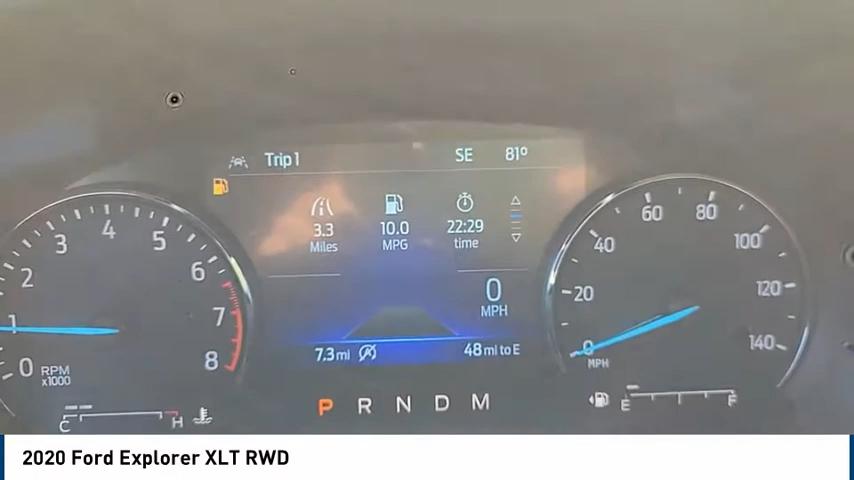 Trip 1 SE 81°
3.3 Miles
10.0 MPG
22:29 time
0 MPH
7.3 mi 48 mi to E
P R N D M
0 1 2 3 4 5 6 7 8
RPM
x1000
C H
0 20 40 60 80 100 120 140
MPH
E F
2020 Ford Explorer XLT RWD